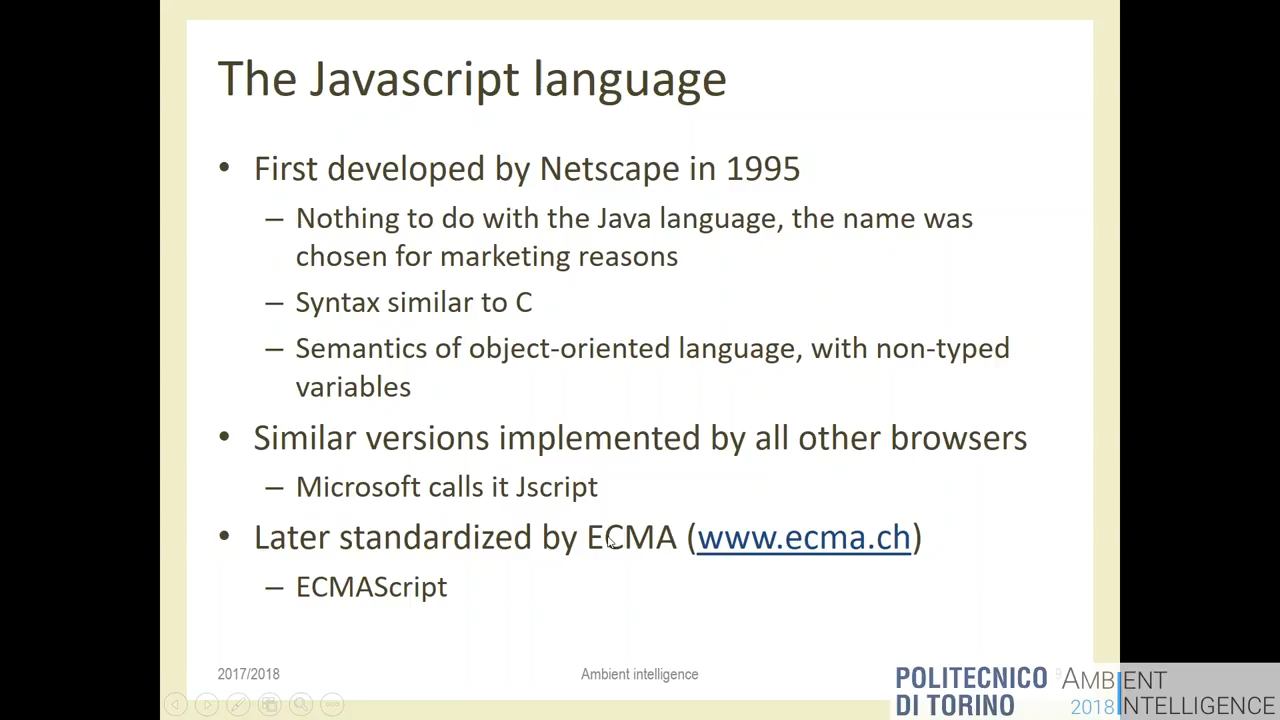 The Javascript language
• First developed by Netscape in 1995
– Nothing to do with the Java language, the name was
chosen for marketing reasons
– Syntax similar to C
– Semantics of object-oriented language, with non-typed
variables
• Similar versions implemented by all other browsers
– Microsoft calls it Jscript
• Later standardized by ECMA (www.ecma.ch)
– ECMAScript
2017/2018
Ambient intelligence
9
POLITECNICO
DI TORINO
AMBIENT
2018 INTELLIGENCE